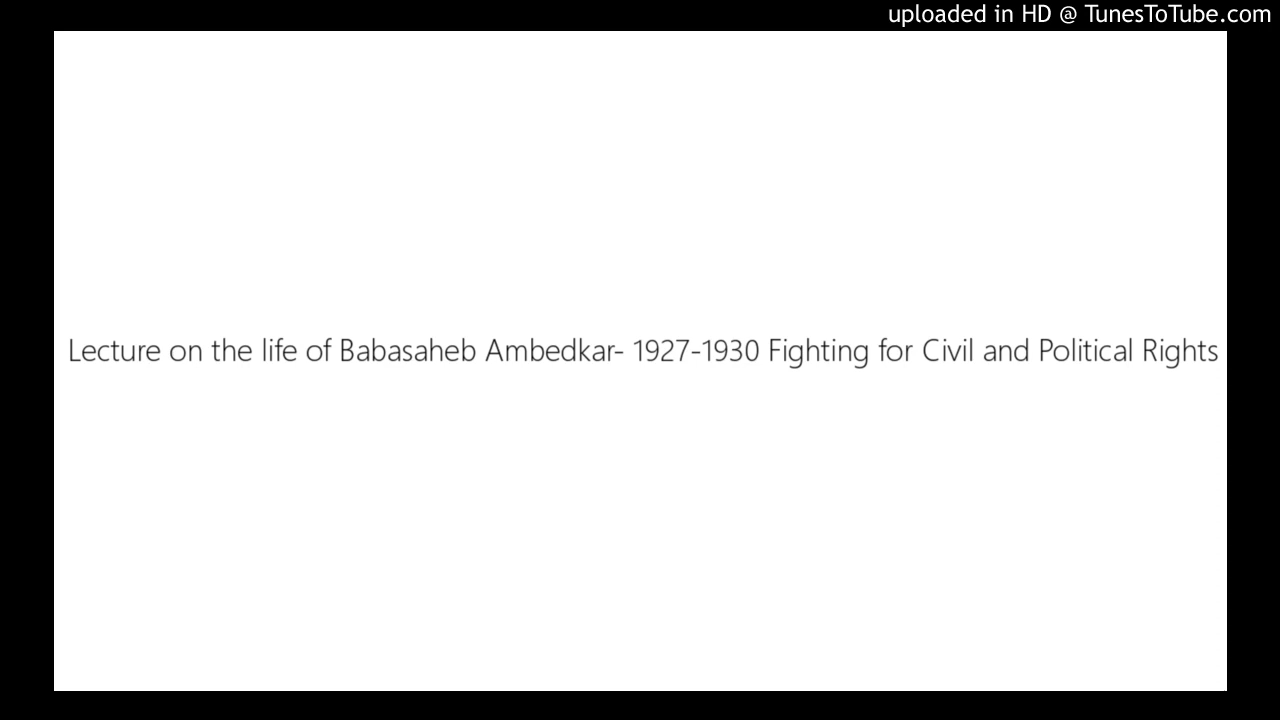 uploaded in HD @ TunesToTube.com
Lecture on the life of Babasaheb Ambedkar- 1927-1930 Fighting for Civil and Political Rights